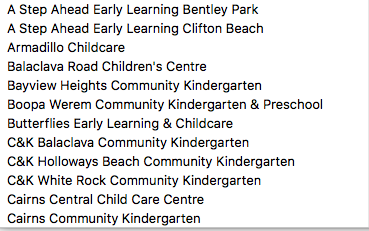 A Step Ahead Early Learning Bentley Park
A Step Ahead Early Learning Clifton Beach
Armadillo Childcare
Balaclava Road Children's Centre
Bayview Heights Community Kindergarten
Boopa Werem Community Kindergarten & Preschool
Butterflies Early Learning & Childcare
C&K Balaclava Community Kindergarten
C&K Holloways Beach Community Kindergarten
C&K White Rock Community Kindergarten
Cairns Central Child Care Centre
Cairns Community Kindergarten